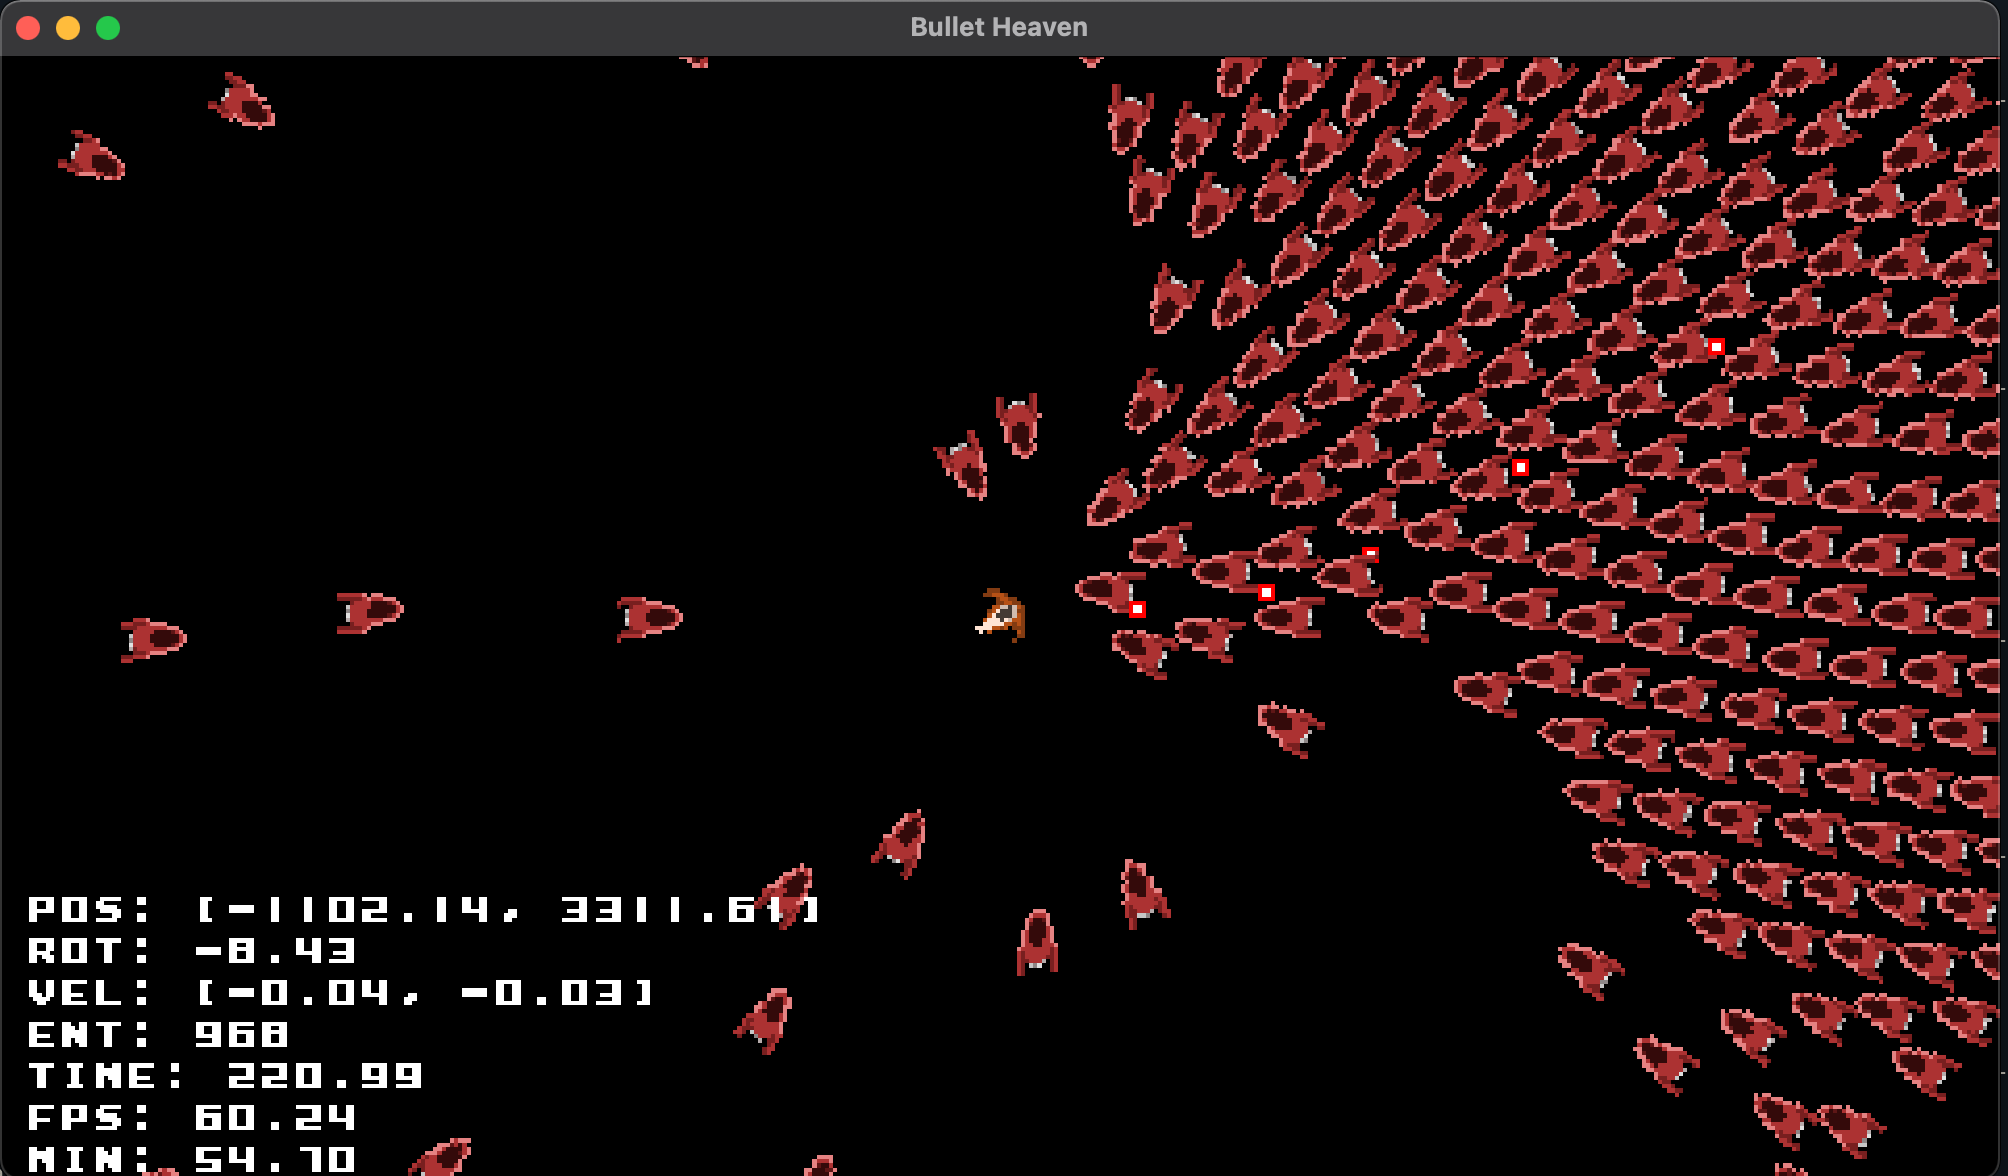 Bullet Heaven
POS: [-1102.14, 3311.61]
ROT: -8.43
VEL: [-0.04, -0.03]
ENT: 968
TIME: 220.99
FPS: 60.24
MIN: 54.70